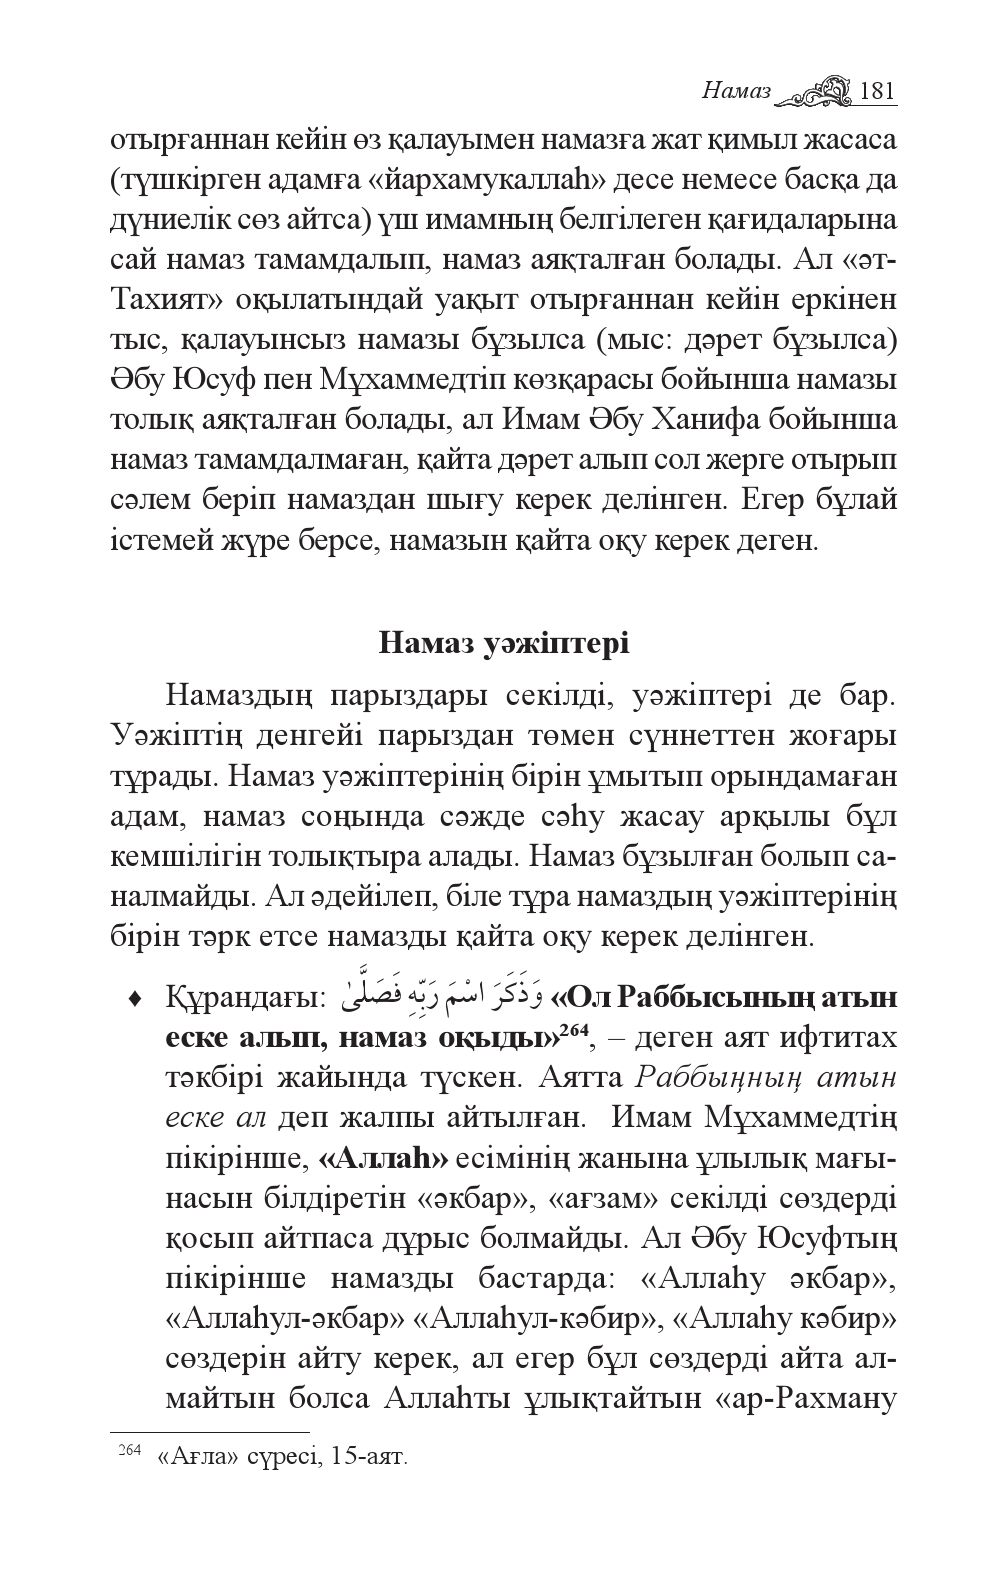 Намаз 181
отырғаннан кейін өз қалауымен намазға жат қимыл жасаса
(түшкірген адамға «йархамукаллаһ» десе немесе басқа да
дүниелік сөз айтса) үш имамның белгілеген қағидаларына
сай намаз тамамдалып, намаз аяқталған болады. Ал «әт-
Тахият» оқылатындай уақыт отырғаннан кейін еркінен
тыс, қалауынсыз намазы бұзылса (мыс: дәрет бұзылса)
Әбу Юсуф пен Мұхаммедтіп көзқарасы бойынша намазы
толық аяқталған болады, ал Имам Әбу Ханифа бойынша
намаз тамамдалмаған, қайта дәрет алып сол жерге отырып
сәлем беріп намаздан шығу керек делінген. Егер бұлай
істемей жүре берсе, намазын қайта оқу керек деген.
Намаз уәжіптері
Намаздың парыздары секілді, уәжіптері де бар.
Уәжіптің денгейі парыздан төмен сүннеттен жоғары
тұрады. Намаз уәжіптерінің бірін ұмытып орындамаған
адам, намаз соңында сәжде сәһу жасау арқылы бұл
кемшілігін толықтыра алады. Намаз бұзылған болып са-
налмайды. Ал әдейілеп, біле тұра намаздың уәжіптерінің
бірін тәрк етсе намазды қайта оқу керек делінген.
♦ Құрандағы: وَذَكَرَ اسْمَ رَبِّهِ فَصَلَّىٰ «Ол Раббысының атын
еске алып, намаз оқыды»264, – деген аят ифтитах
тәкбірі жайында түскен. Аятта Раббыңның атын
еске ал деп жалпы айтылған. Имам Мұхаммедтің
пікірінше, «Аллаһ» есімінің жанына ұлылық мағы-
насын білдіретін «әкбар», «ағзам» секілді сөздерді
қосып айтпаса дұрыс болмайды. Ал Әбу Юсуфтың
пікірінше намазды бастарда: «Аллаһу әкбар»,
«Аллаһул-әкбар» «Аллаһул-кәбир», «Аллаһу кәбир»
сөздерін айту керек, ал егер бұл сөздерді айта ал-
майтын болса Аллаһты ұлықтайтын «ар-Рахману
264 «Ағла» сүресі, 15-аят.